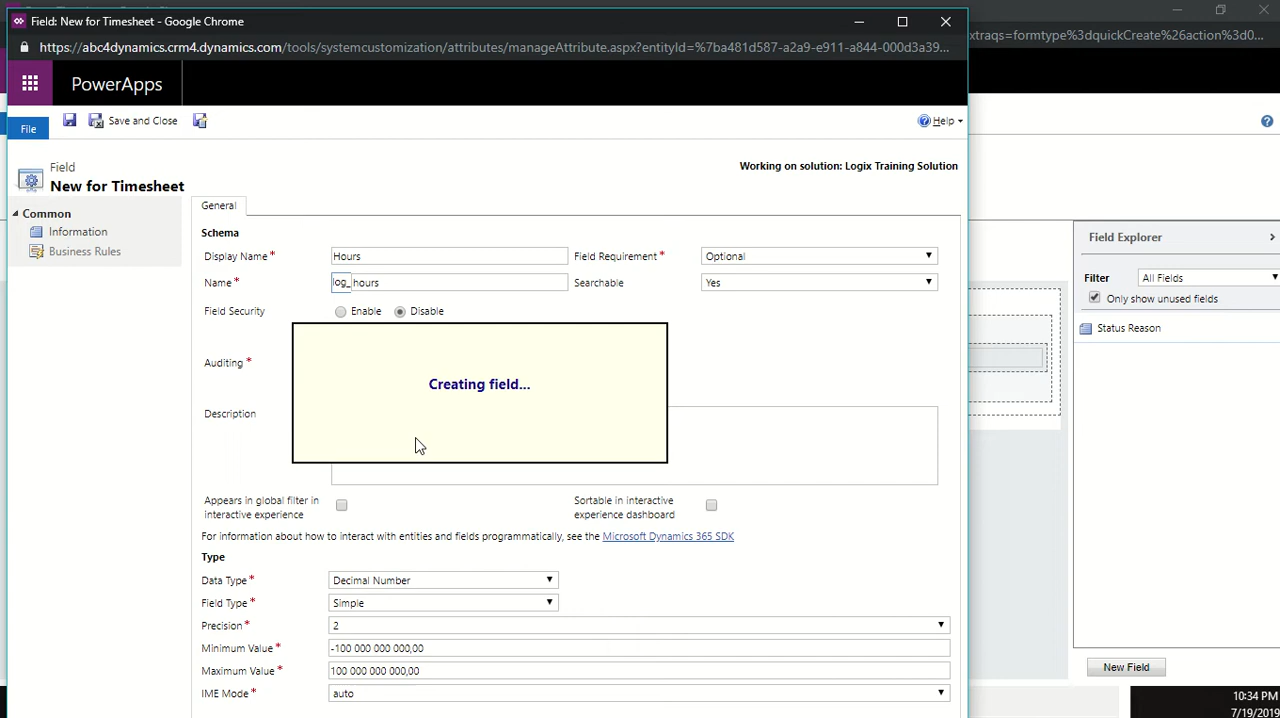 Field: New for Timesheet - Google Chrome
https://abc4dynamics.crm4.dynamics.com/tools/systemcustomization/attributes/manageAttribute.aspx?entityId=%7ba481d587-a2a9-e911-a844-000d3a39...
xtraqs=formtype%3dquickCreate%26action%3d0...
PowerApps
File
Save and Close
Help
Field
New for Timesheet
Working on solution: Logix Training Solution
Common
Information
Business Rules
General
Schema
Display Name* Hours Field Requirement* Optional
Name* log_hours Searchable Yes
Field Security Enable Disable
Auditing*
Creating field...
Description
Appears in global filter in interactive experience
Sortable in interactive experience dashboard
For information about how to interact with entities and fields programmatically, see the Microsoft Dynamics 365 SDK
Type
Data Type* Decimal Number
Field Type* Simple
Precision* 2
Minimum Value* -100 000 000 000,00
Maximum Value* 100 000 000 000,00
IME Mode* auto
Field Explorer >
Filter All Fields
Only show unused fields
Status Reason
New Field
10:34 PM
7/19/2019